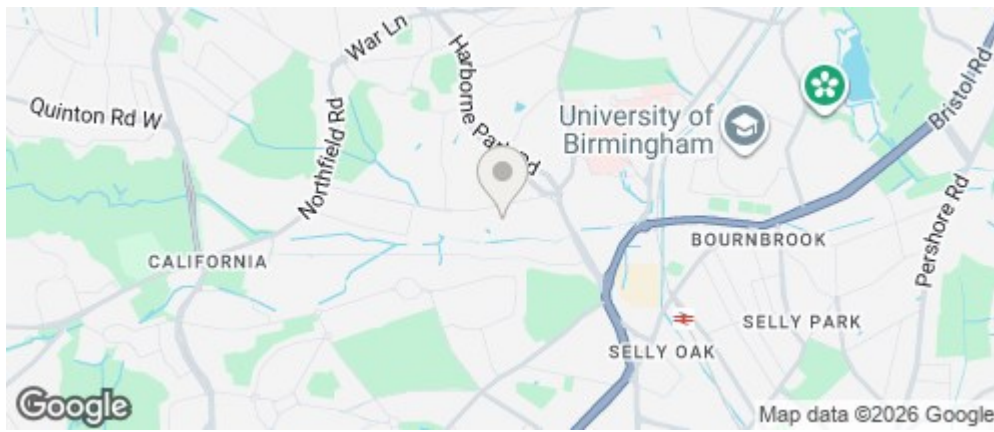 War Ln
Harborne Park Rd
Quinton Rd W
Northfield Rd
University of
Birmingham
Bristol Rd
Pershore Rd
BOURNBROOK
CALIFORNIA
SELLY PARK
SELLY OAK
Google
Map data ©2026 Google